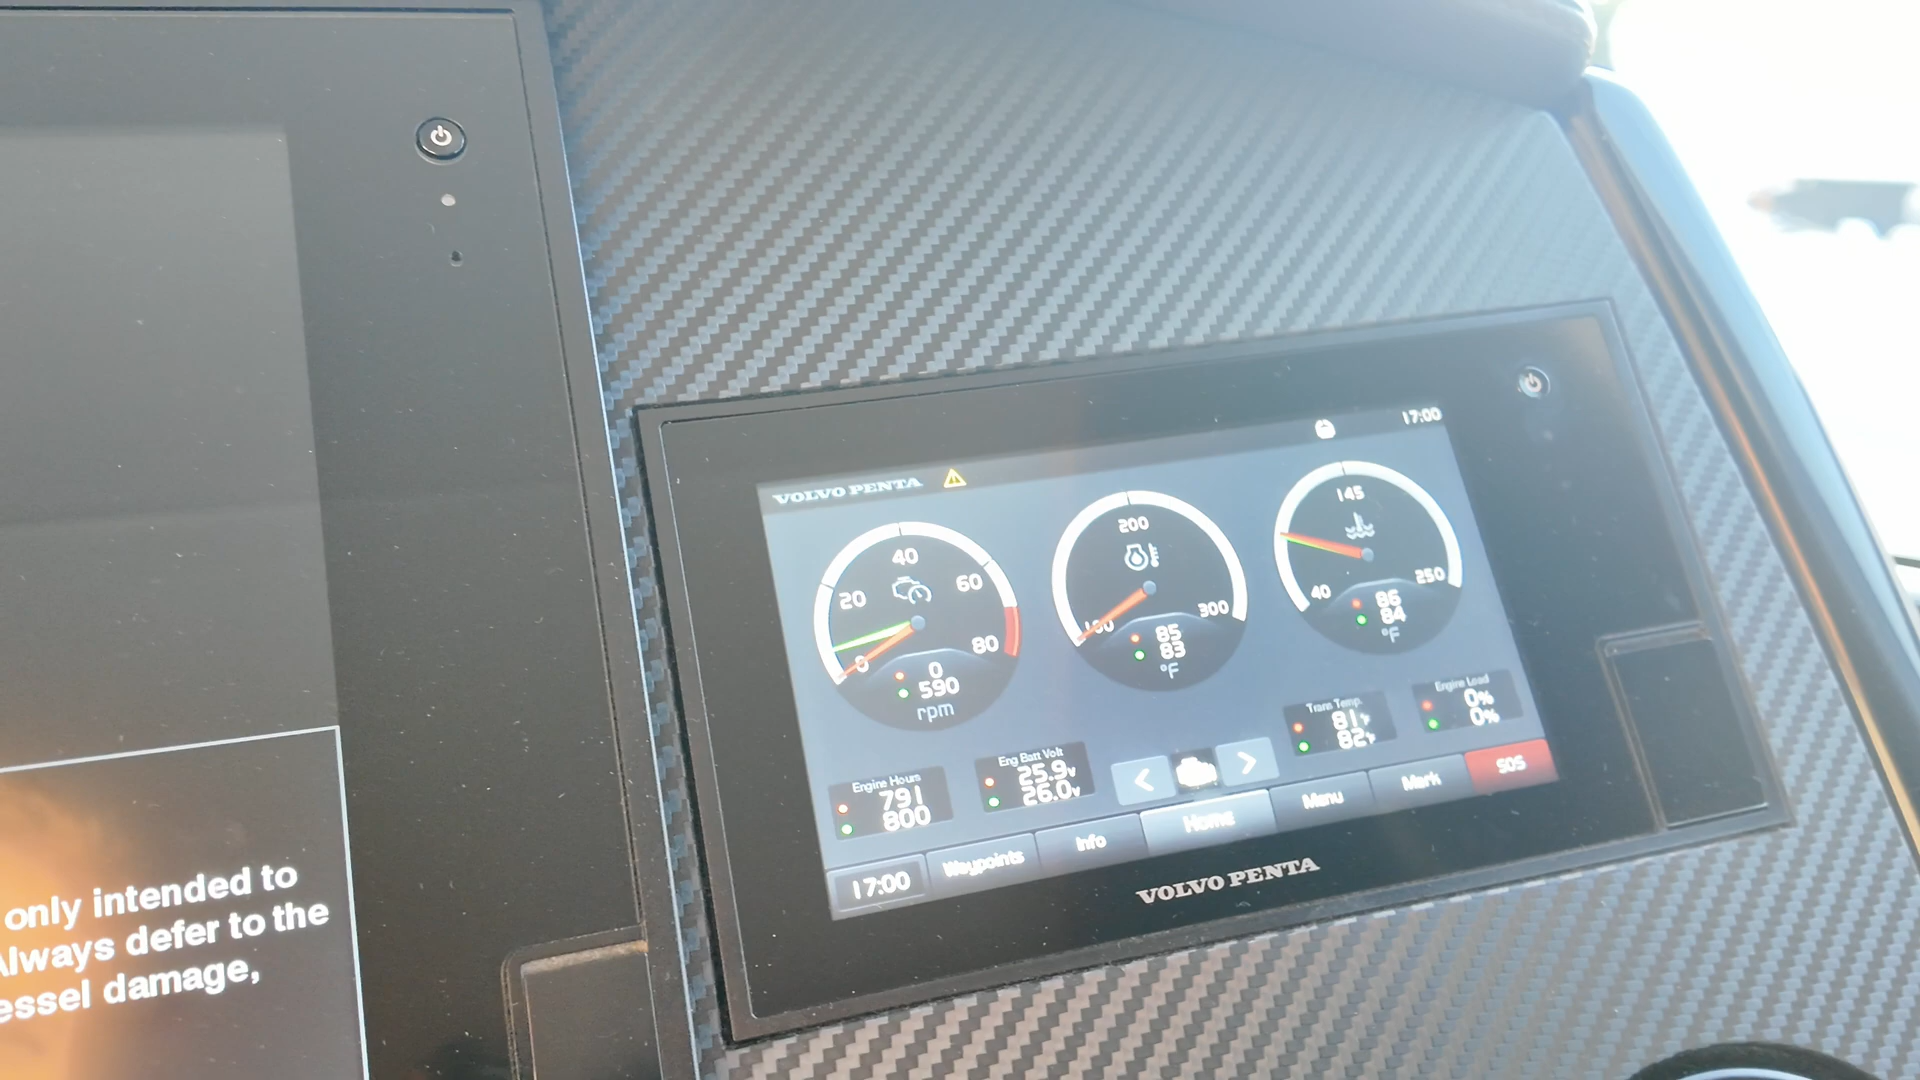 only intended to
Always defer to the
essel damage,
VOLVO PENTA
17:00
0
20
40
60
80
0
590
rpm
200
300
85
83
°F
40
145
250
86
84
°F
Engine Hours
791
800
Eng Batt Volt
25.9v
26.0v
Trans Temp.
81°F
82°F
Engine Load
0%
0%
17:00
Waypoints
Info
Home
Menu
Mark
SOS
VOLVO PENTA